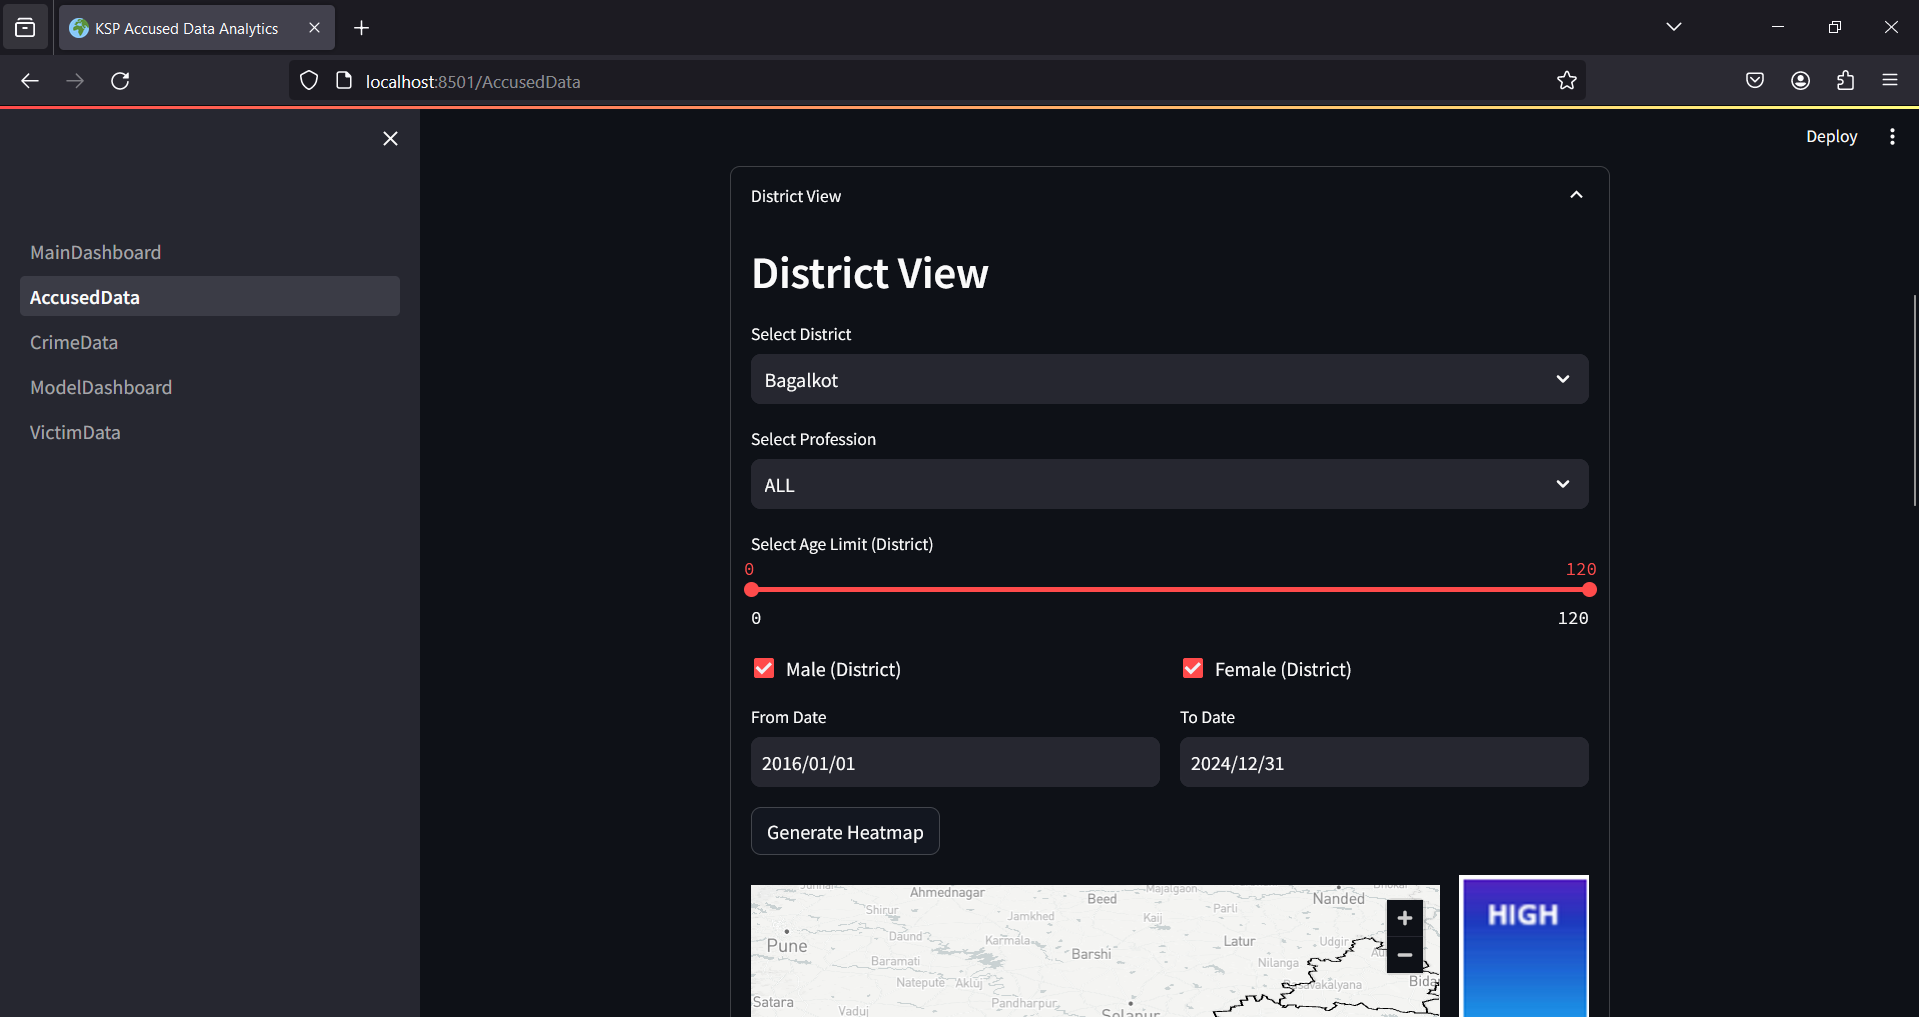 KSP Accused Data Analytics
localhost:8501/AccusedData
Deploy
MainDashboard
AccusedData
CrimeData
ModelDashboard
VictimData
District View
District View
Select District
Bagalkot
Select Profession
ALL
Select Age Limit (District)
0 120
0 120
Male (District) Female (District)
From Date To Date
2016/01/01 2024/12/31
Generate Heatmap
Ahmednagar Beed Majalgaon Nanded
Shirur Jamkhed Kaij Parli
Pune Daund Karmala Barshi Latur Udgir
Baramati Nilanga
Natepute Akluj
Satara Pandharpur
Vaduj Solapur
HIGH
+
−